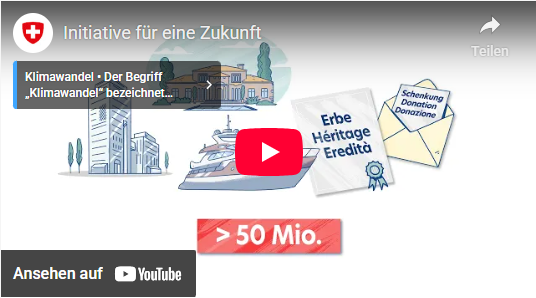 Initiative für eine Zukunft
Teilen
Klimawandel • Der Begriff
„Klimawandel“ bezeichnet...
Schenkung
Donation
Donazione
Erbe
Héritage
Eredità
> 50 Mio.
Ansehen auf YouTube